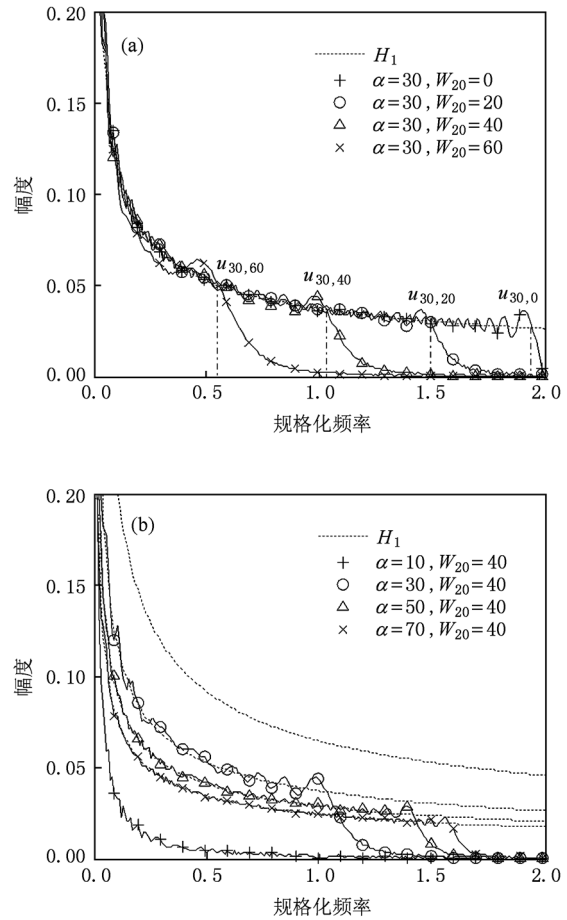 0.20
(a)
H₁
α=30,W₂₀=0
α=30,W₂₀=20
α=30,W₂₀=40
α=30,W₂₀=60
0.15
幅度
0.10
u₃₀,₆₀
u₃₀,₄₀
u₃₀,₂₀
u₃₀,₀
0.05
0.00
0.0 0.5 1.0 1.5 2.0
规格化频率
0.20
(b)
H₁
α=10,W₂₀=40
α=30,W₂₀=40
α=50,W₂₀=40
α=70,W₂₀=40
0.15
幅度
0.10
0.05
0.00
0.0 0.5 1.0 1.5 2.0
规格化频率